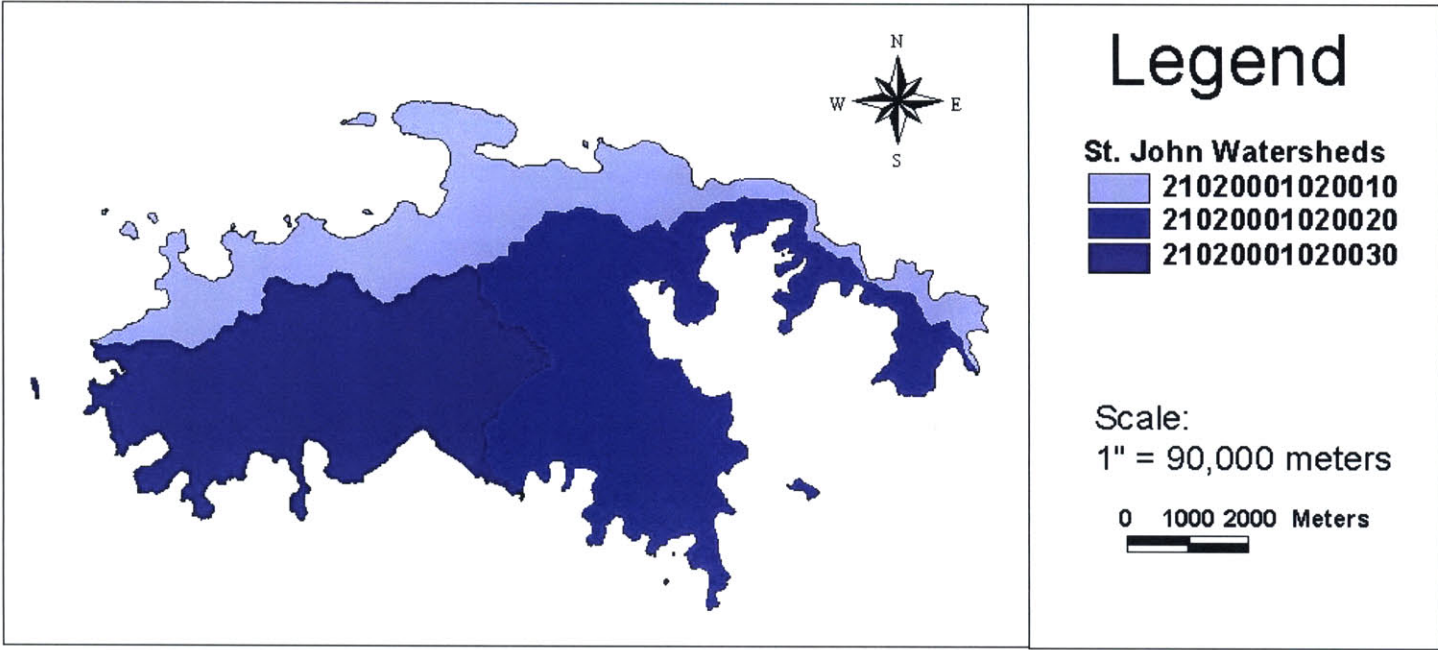 N
W E
S
Legend
St. John Watersheds
21020001020010
21020001020020
21020001020030
Scale:
1" = 90,000 meters
0 1000 2000 Meters